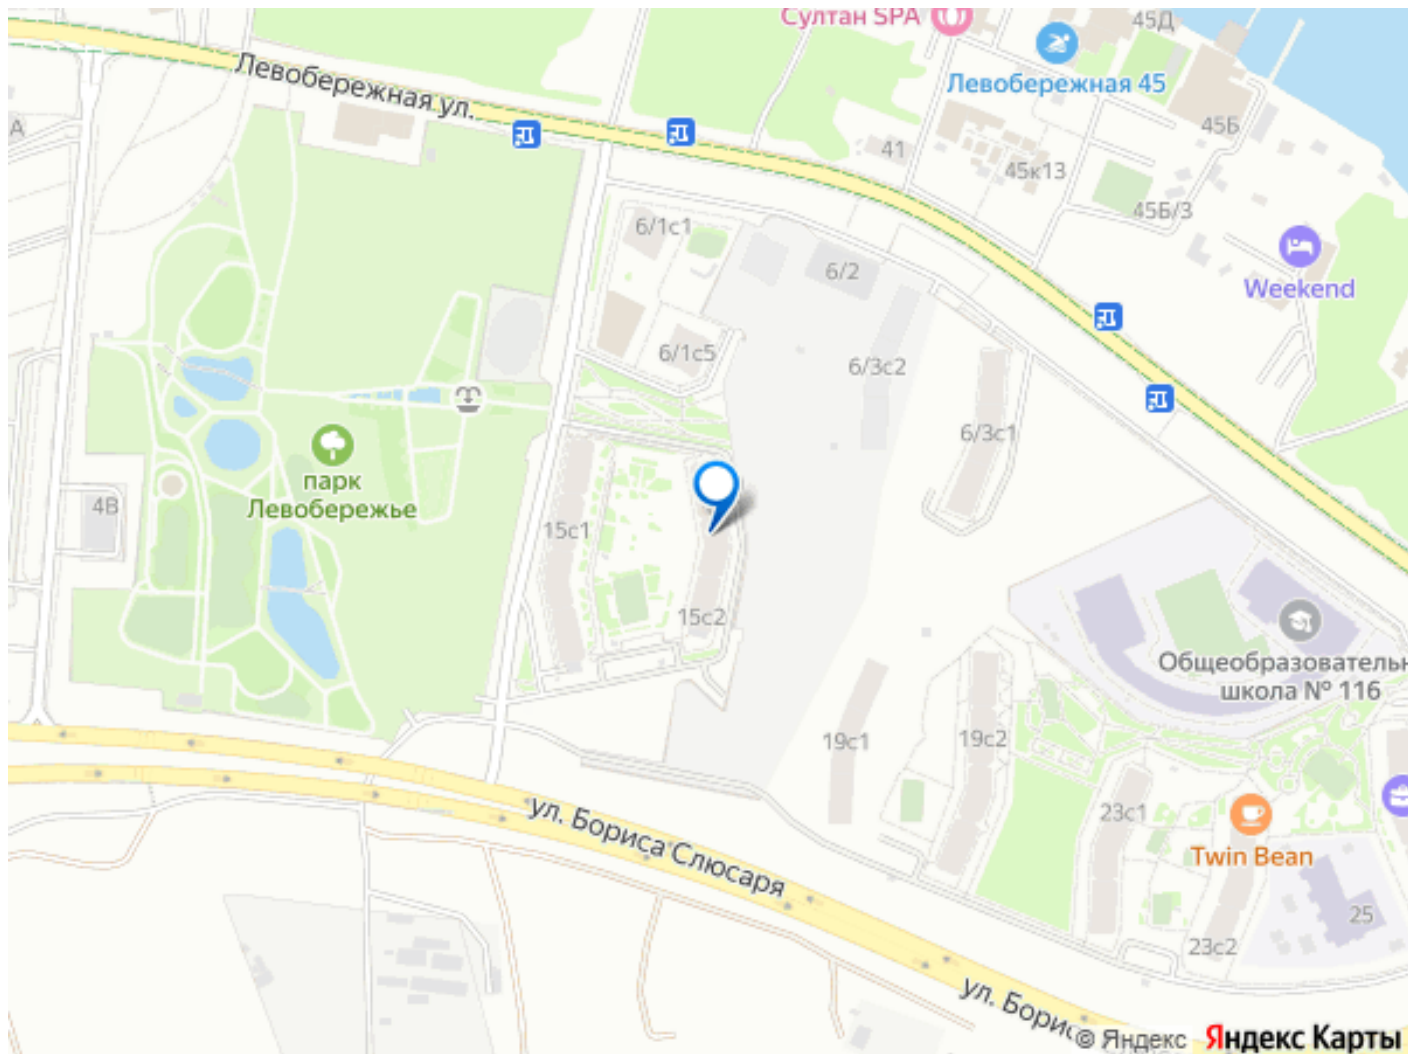 Султан SPA
45Д
Левобережная ул.
Левобережная 45
А
45Б
41
45к13
45Б/3
6/1с1
6/2
Weekend
6/1с5
6/3с2
6/3с1
парк
Левобережье
4В
15с1
15с2
Общеобразовательн
школа № 116
19с1
19с2
23с1
ул. Бориса Слюсаря
Twin Bean
25
23с2
ул. Борис
© Яндекс Яндекс Карты